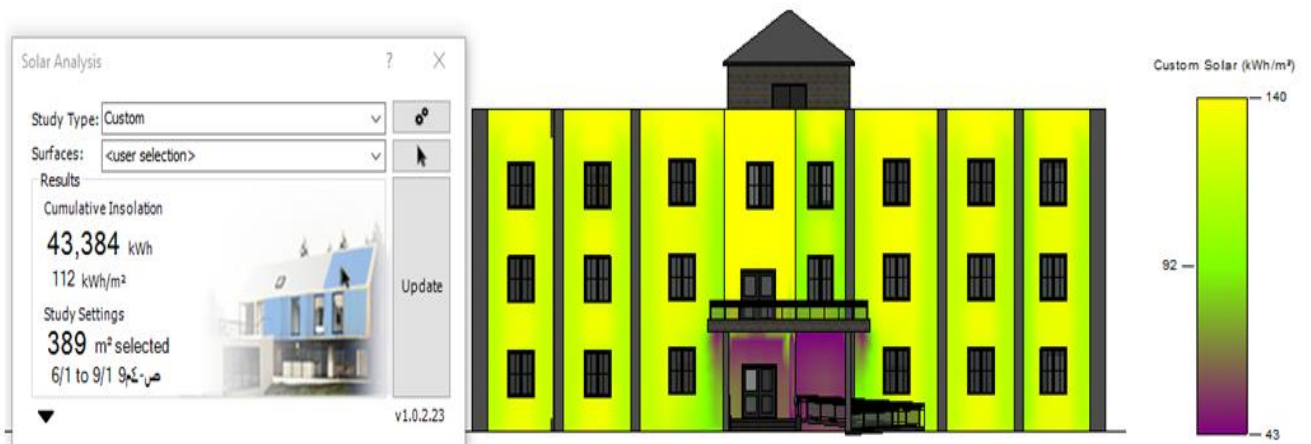 Solar Analysis ? X
Study Type: Custom
Surfaces: <user selection>
Results
Cumulative Insolation
43,384 kWh
112 kWh/m²
Update
Study Settings
389 m² selected
6/1 to 9/1 9ص-٤م
v1.0.2.23
Custom Solar (kWh/m²)
140
92
43